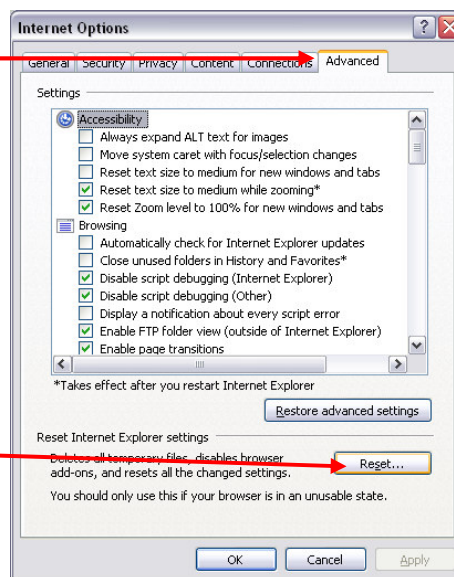 Internet Options
General Security Privacy Content Connections Advanced
Settings
Accessibility
Always expand ALT text for images
Move system caret with focus/selection changes
Reset text size to medium for new windows and tabs
Reset text size to medium while zooming*
Reset Zoom level to 100% for new windows and tabs
Browsing
Automatically check for Internet Explorer updates
Close unused folders in History and Favorites*
Disable script debugging (Internet Explorer)
Disable script debugging (Other)
Display a notification about every script error
Enable FTP folder view (outside of Internet Explorer)
Enable page transitions
*Takes effect after you restart Internet Explorer
Restore advanced settings
Reset Internet Explorer settings
Deletes all temporary files, disables browser
add-ons, and resets all the changed settings.
Reset...
You should only use this if your browser is in an unusable state.
OK Cancel Apply